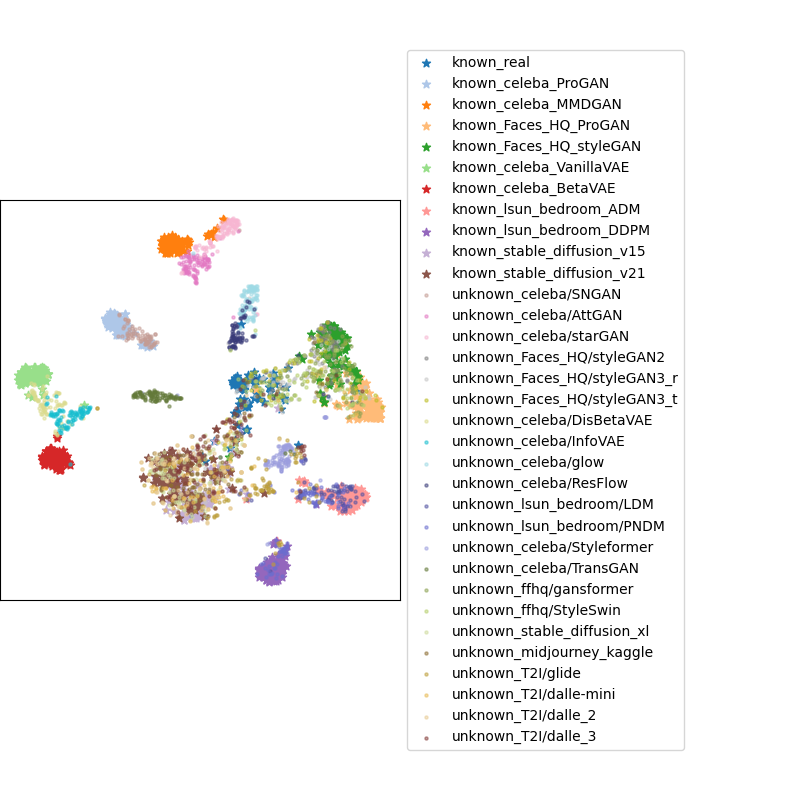 known_real
known_celeba_ProGAN
known_celeba_MMDGAN
known_Faces_HQ_ProGAN
known_Faces_HQ_styleGAN
known_celeba_VanillaVAE
known_celeba_BetaVAE
known_lsun_bedroom_ADM
known_lsun_bedroom_DDPM
known_stable_diffusion_v15
known_stable_diffusion_v21
unknown_celeba/SNGAN
unknown_celeba/AttGAN
unknown_celeba/starGAN
unknown_Faces_HQ/styleGAN2
unknown_Faces_HQ/styleGAN3_r
unknown_Faces_HQ/styleGAN3_t
unknown_celeba/DisBetaVAE
unknown_celeba/InfoVAE
unknown_celeba/glow
unknown_celeba/ResFlow
unknown_lsun_bedroom/LDM
unknown_lsun_bedroom/PNDM
unknown_celeba/Styleformer
unknown_celeba/TransGAN
unknown_ffhq/gansformer
unknown_ffhq/StyleSwin
unknown_stable_diffusion_xl
unknown_midjourney_kaggle
unknown_T2I/glide
unknown_T2I/dalle-mini
unknown_T2I/dalle_2
unknown_T2I/dalle_3